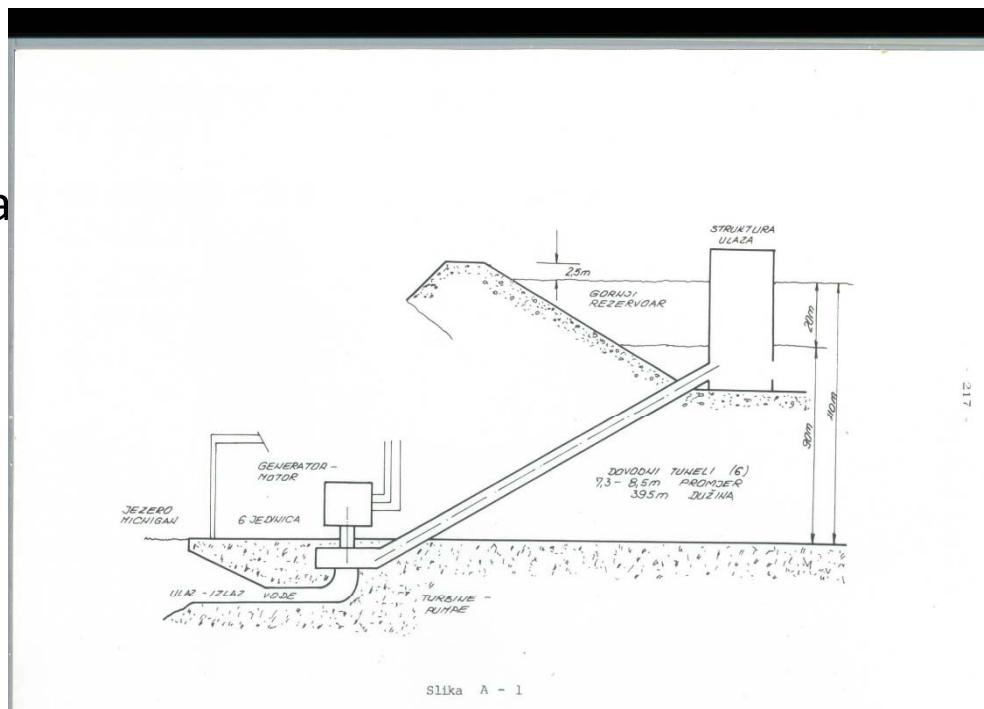 a
STRUKTURA
ULAZA
2,5m
GORNJI
REZERVOAR
20m
110m
90m
- 217 -
GENERATOR-
MOTOR
JEZERO
MICHIGAN
6 JEDINICA
DOVODNI TUNELI (6)
7,3 - 8,5m PROMJER
395m DUŽINA
ULAZ - IZLAZ VODE
TURBINE -
PUMPE
Slika A - 1